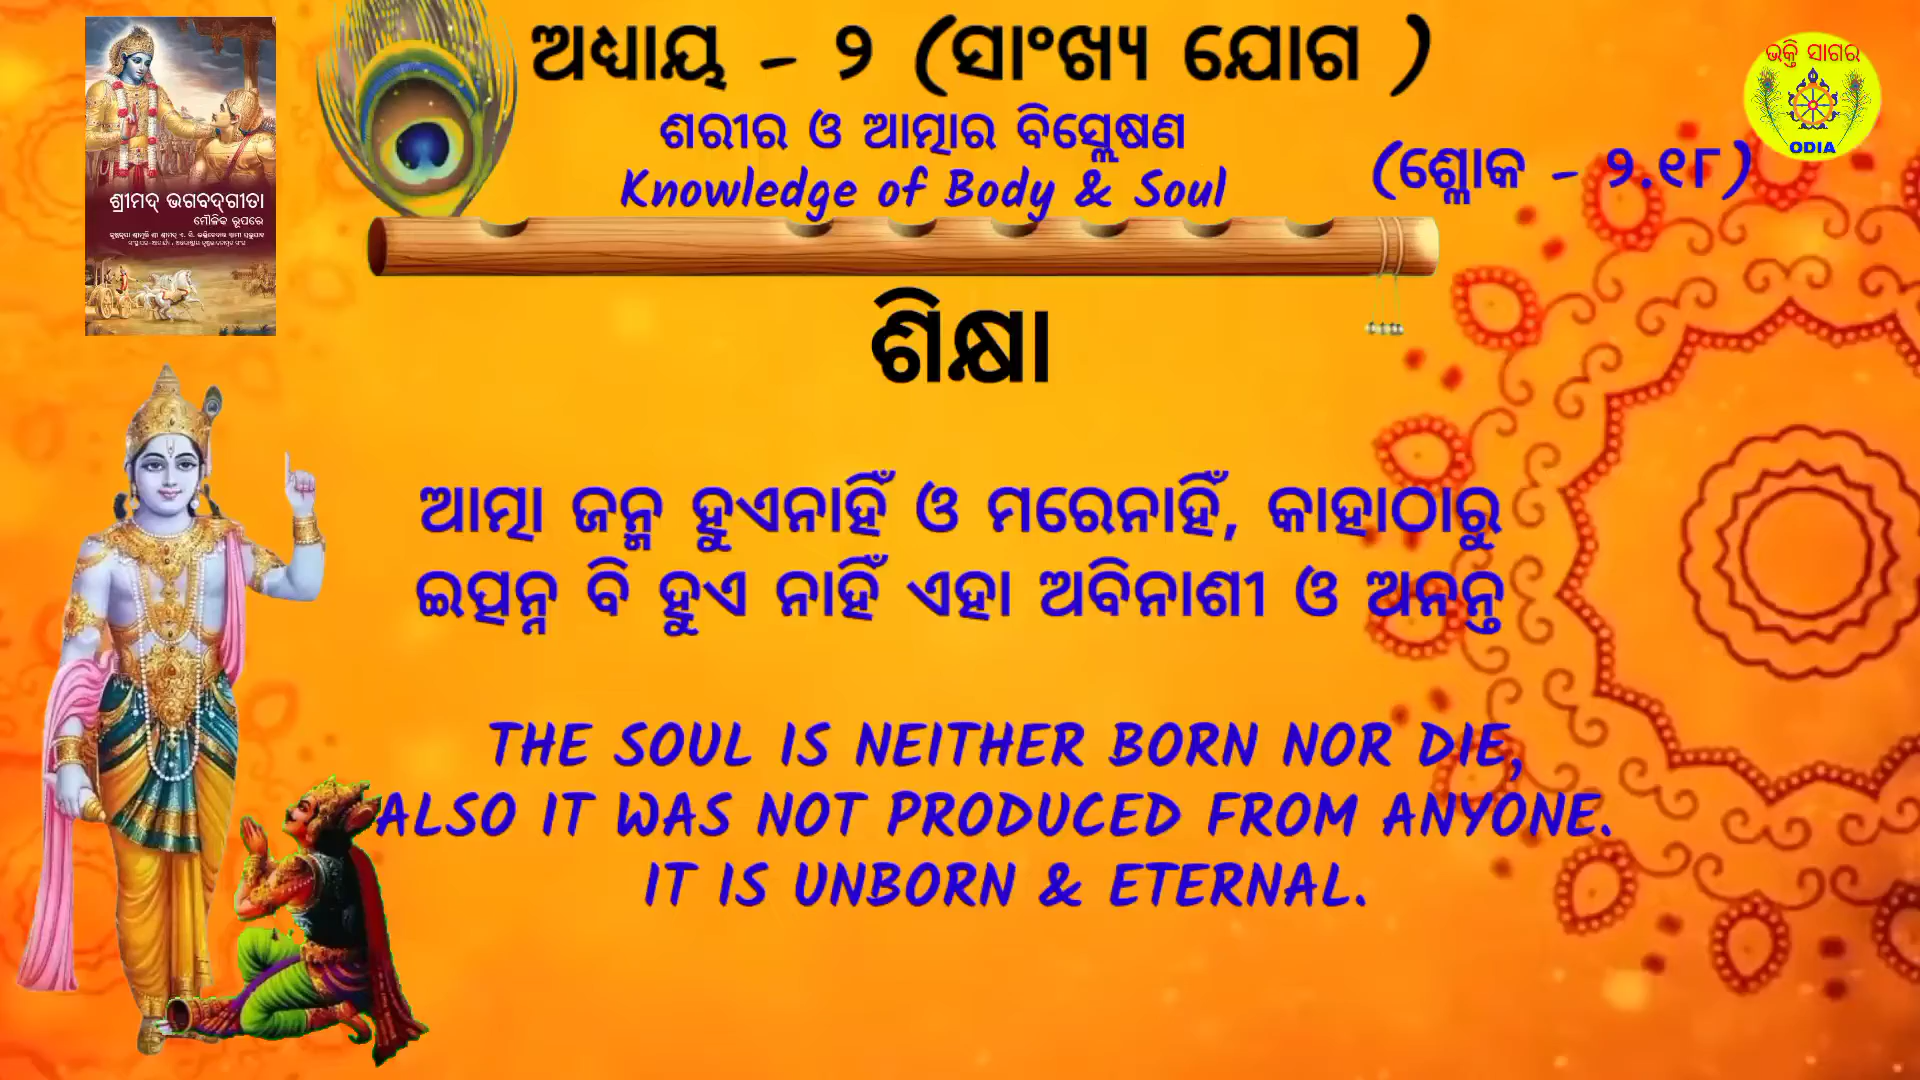 ଅଧ୍ୟାୟ - ୨ (ସାଂଖ୍ୟ ଯୋଗ )
ଶରୀର ଓ ଆତ୍ମାର ବିସ୍ଲେଷଣ
Knowledge of Body & Soul
(ଶ୍ଳୋକ - ୨.୧୮)
ଭକ୍ତି ସାଗର
ODIA
ଶ୍ରୀମଦ୍ ଭଗବଦ୍‌ଗୀତା
ମୌଳିକ ରୂପରେ
ଶିକ୍ଷା
ଆତ୍ମା ଜନ୍ମ ହୁଏନାହିଁ ଓ ମରେନାହିଁ, କାହାଠାରୁ
ଇତ୍ପନ୍ନ ବି ହୁଏ ନାହିଁ ଏହା ଅବିନାଶୀ ଓ ଅନନ୍ତ
THE SOUL IS NEITHER BORN NOR DIE,
ALSO IT WAS NOT PRODUCED FROM ANYONE.
IT IS UNBORN & ETERNAL.